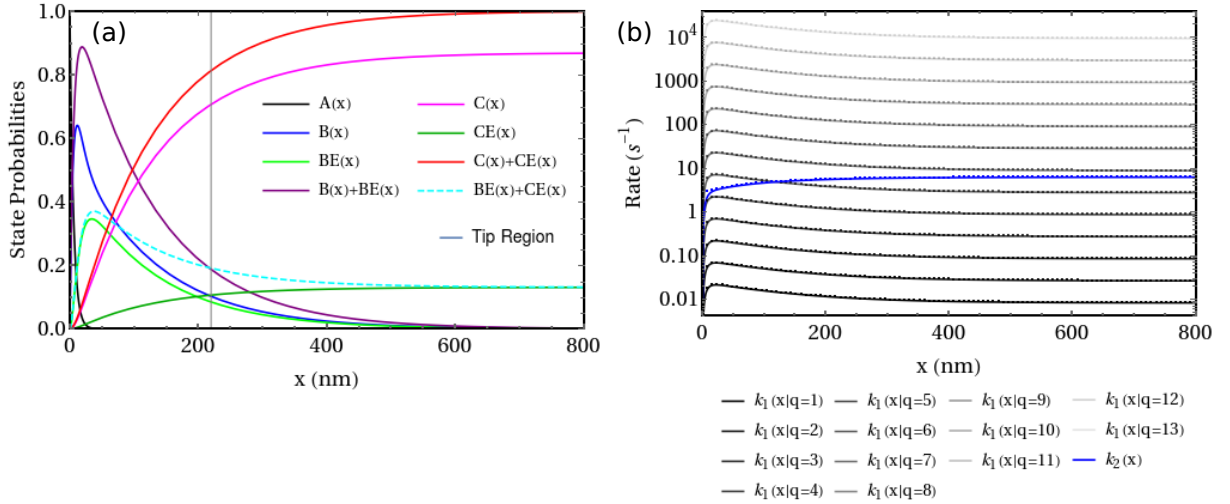 (a)
State Probabilities
1.0
0.8
0.6
0.4
0.2
0.0
0
200
400
600
800
x (nm)
A(x)
B(x)
BE(x)
B(x)+BE(x)
C(x)
CE(x)
C(x)+CE(x)
BE(x)+CE(x)
Tip Region
(b)
Rate (s⁻¹)
10⁴
1000
100
10
1
0.10
0.01
0
200
400
600
800
x (nm)
k₁(x|q=1)
k₁(x|q=2)
k₁(x|q=3)
k₁(x|q=4)
k₁(x|q=5)
k₁(x|q=6)
k₁(x|q=7)
k₁(x|q=8)
k₁(x|q=9)
k₁(x|q=10)
k₁(x|q=11)
k₁(x|q=12)
k₁(x|q=13)
k₂(x)